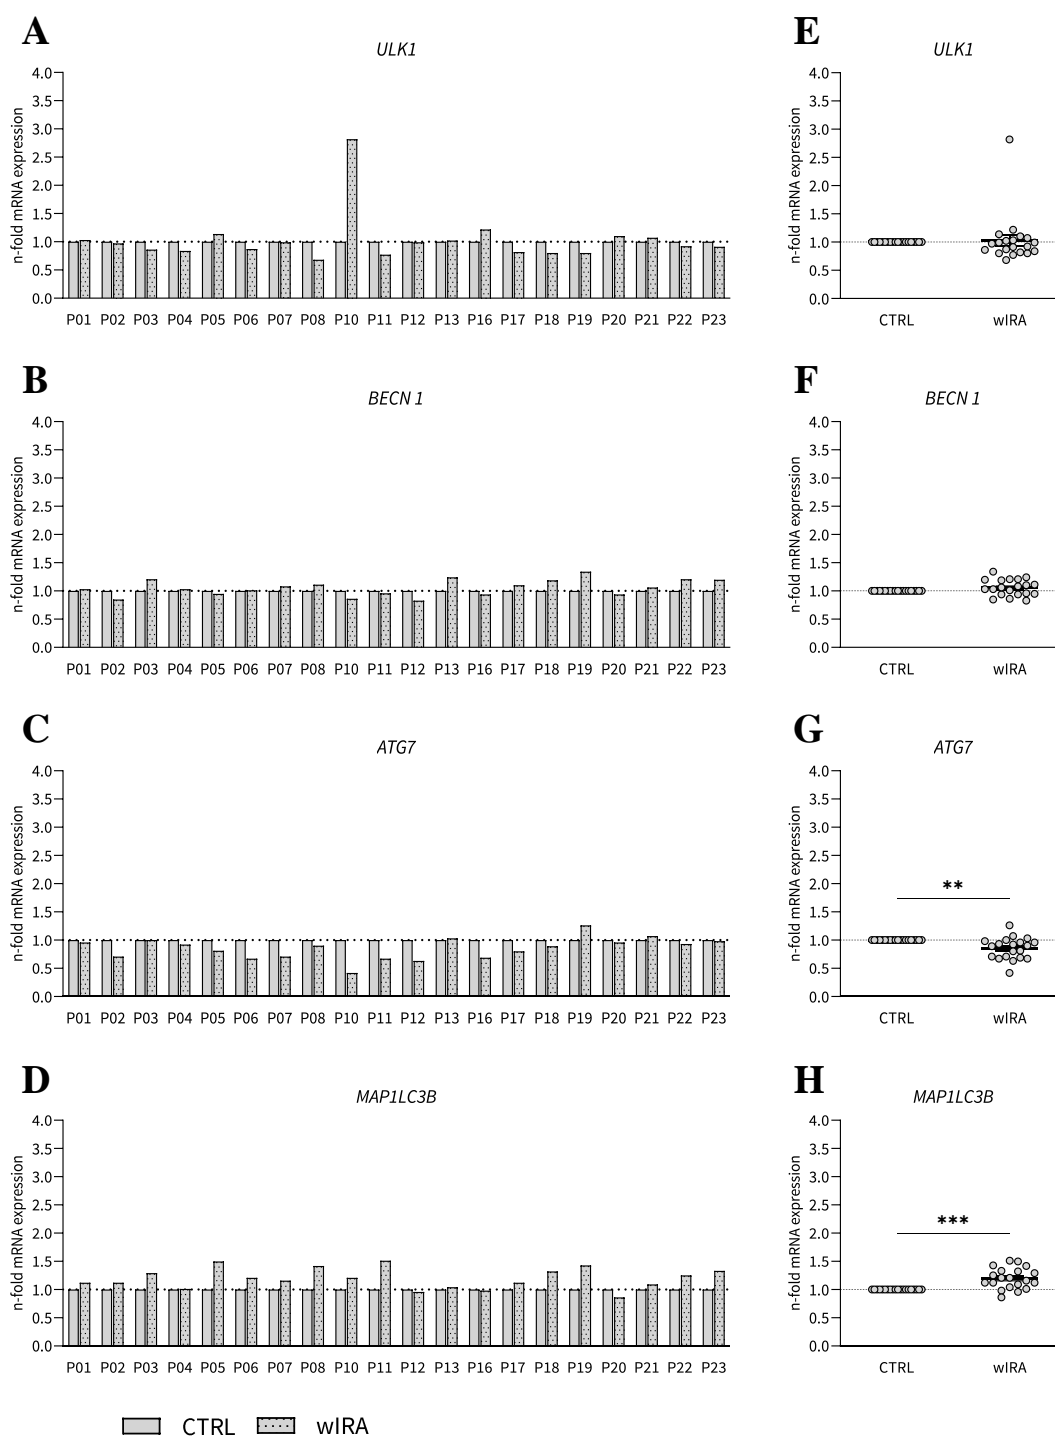 A
ULK1
n-fold mRNA expression
4.0
3.5
3.0
2.5
2.0
1.5
1.0
0.5
0.0
P01 P02 P03 P04 P05 P06 P07 P08 P10 P11 P12 P13 P16 P17 P18 P19 P20 P21 P22 P23
E
ULK1
n-fold mRNA expression
4.0
3.5
3.0
2.5
2.0
1.5
1.0
0.5
0.0
CTRL wIRA
B
BECN 1
n-fold mRNA expression
4.0
3.5
3.0
2.5
2.0
1.5
1.0
0.5
0.0
P01 P02 P03 P04 P05 P06 P07 P08 P10 P11 P12 P13 P16 P17 P18 P19 P20 P21 P22 P23
F
BECN 1
n-fold mRNA expression
4.0
3.5
3.0
2.5
2.0
1.5
1.0
0.5
0.0
CTRL wIRA
C
ATG7
n-fold mRNA expression
4.0
3.5
3.0
2.5
2.0
1.5
1.0
0.5
0.0
P01 P02 P03 P04 P05 P06 P07 P08 P10 P11 P12 P13 P16 P17 P18 P19 P20 P21 P22 P23
G
ATG7
n-fold mRNA expression
4.0
3.5
3.0
2.5
2.0
1.5
1.0
0.5
0.0
**
CTRL wIRA
D
MAP1LC3B
n-fold mRNA expression
4.0
3.5
3.0
2.5
2.0
1.5
1.0
0.5
0.0
P01 P02 P03 P04 P05 P06 P07 P08 P10 P11 P12 P13 P16 P17 P18 P19 P20 P21 P22 P23
H
MAP1LC3B
n-fold mRNA expression
4.0
3.5
3.0
2.5
2.0
1.5
1.0
0.5
0.0
***
CTRL wIRA
CTRL wIRA